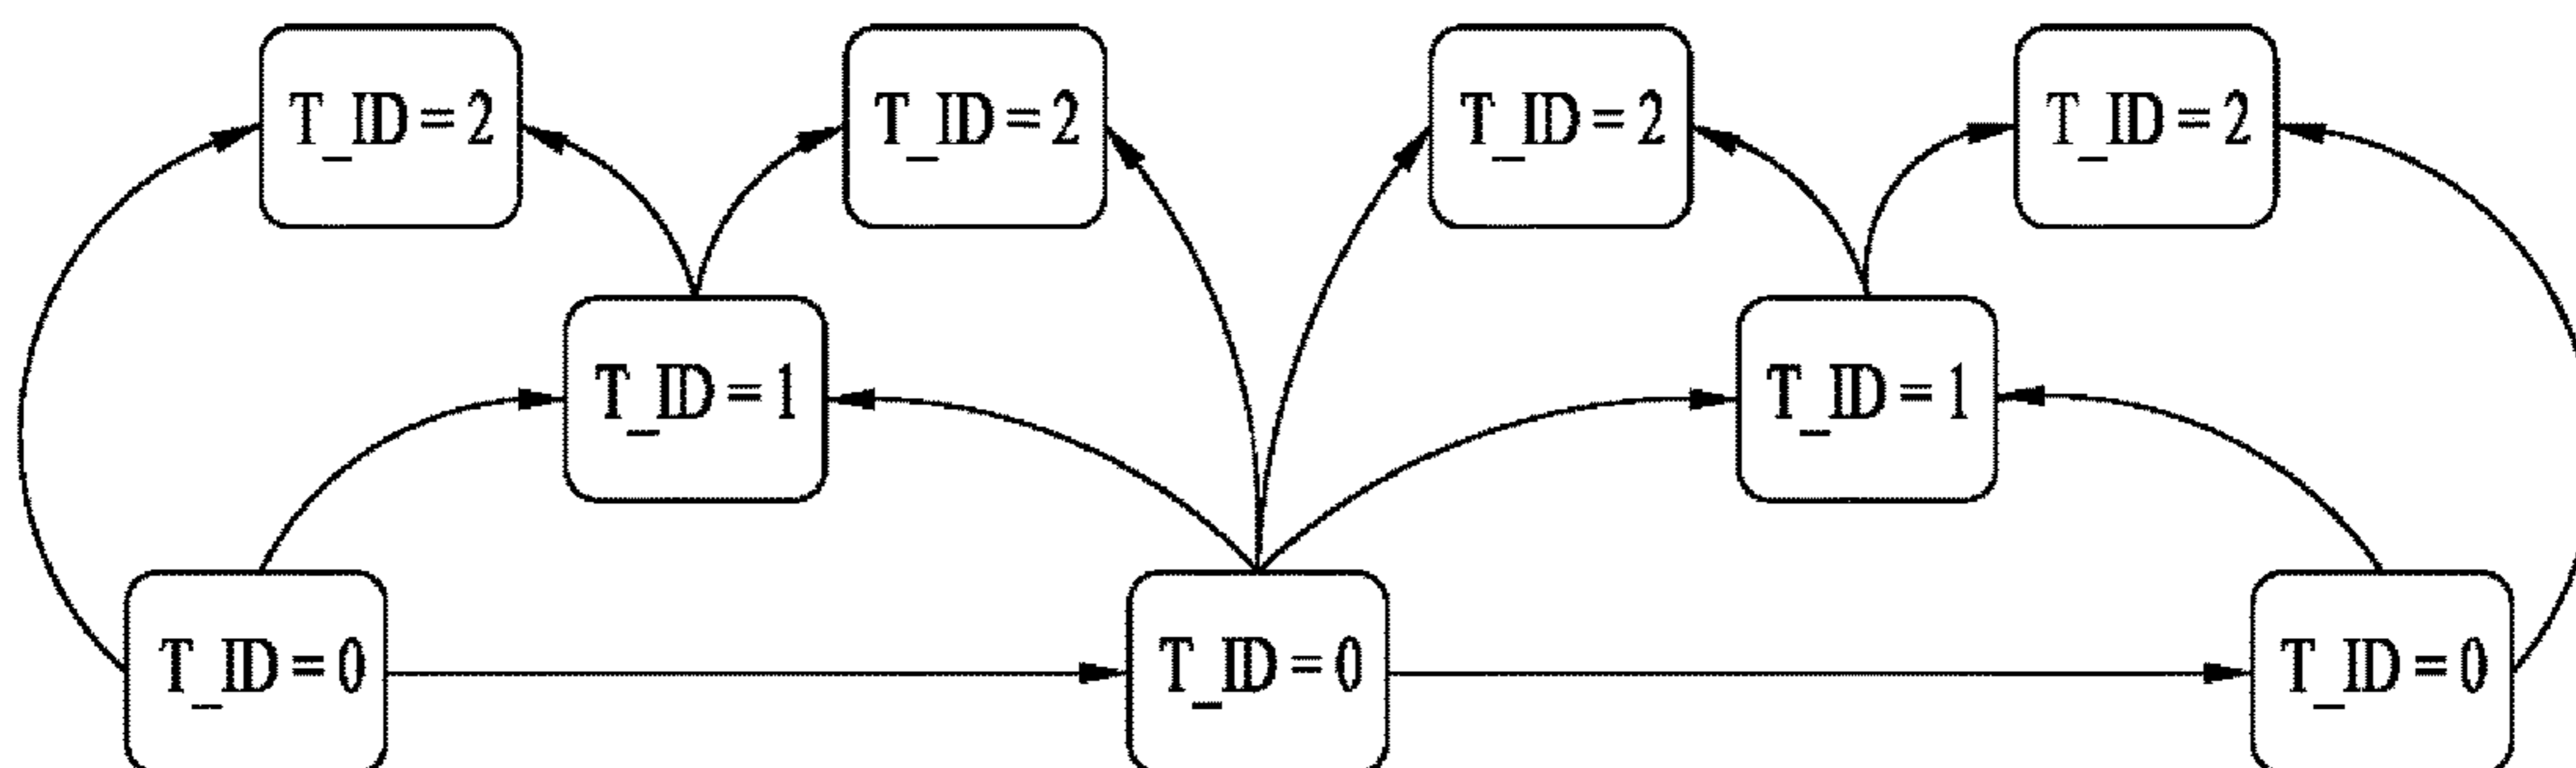 T_ID = 2
T_ID = 2
T_ID = 2
T_ID = 2
T_ID = 1
T_ID = 1
T_ID = 0
T_ID = 0
T_ID = 0